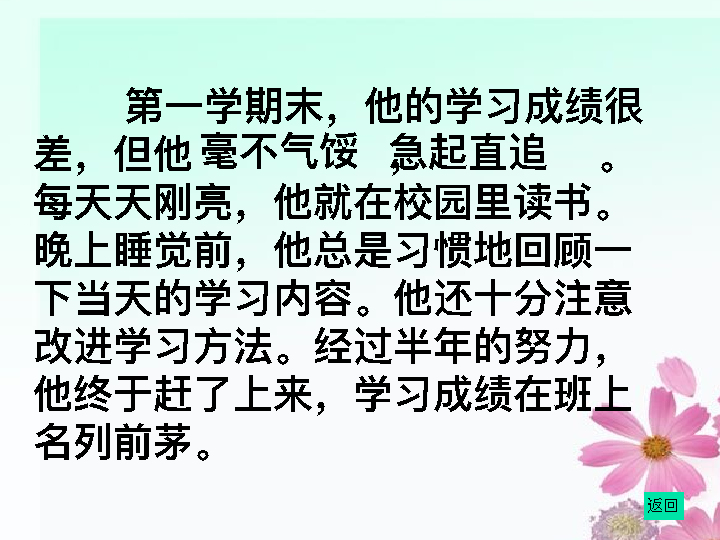 第一学期末，他的学习成绩很
差，但他毫不气馁，急起直追。
每天天刚亮，他就在校园里读书。
晚上睡觉前，他总是习惯地回顾一
下当天的学习内容。他还十分注意
改进学习方法。经过半年的努力，
他终于赶了上来，学习成绩在班上
名列前茅。
返回